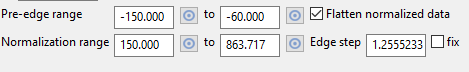 Pre-edge range -150.000 to -60.000 Flatten normalized data
Normalization range 150.000 to 863.717 Edge step 1.2555233 fix